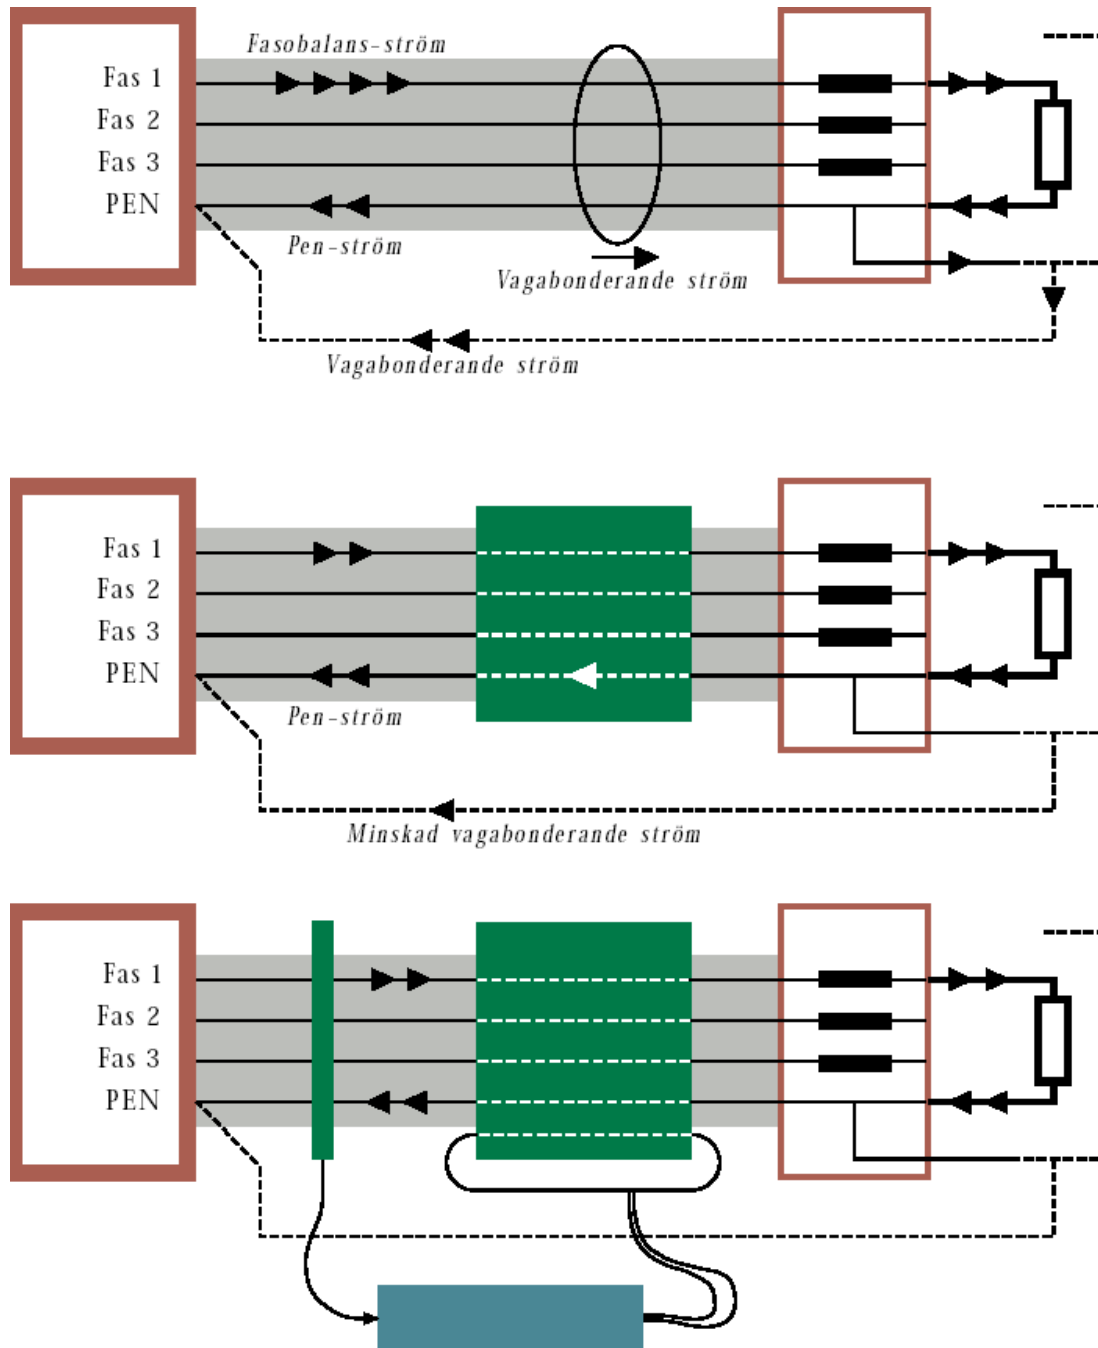 Fasobalans-ström
Fas 1
Fas 2
Fas 3
PEN
Pen-ström
Vagabonderande ström
Vagabonderande ström
Fas 1
Fas 2
Fas 3
PEN
Pen-ström
Minskad vagabonderande ström
Fas 1
Fas 2
Fas 3
PEN